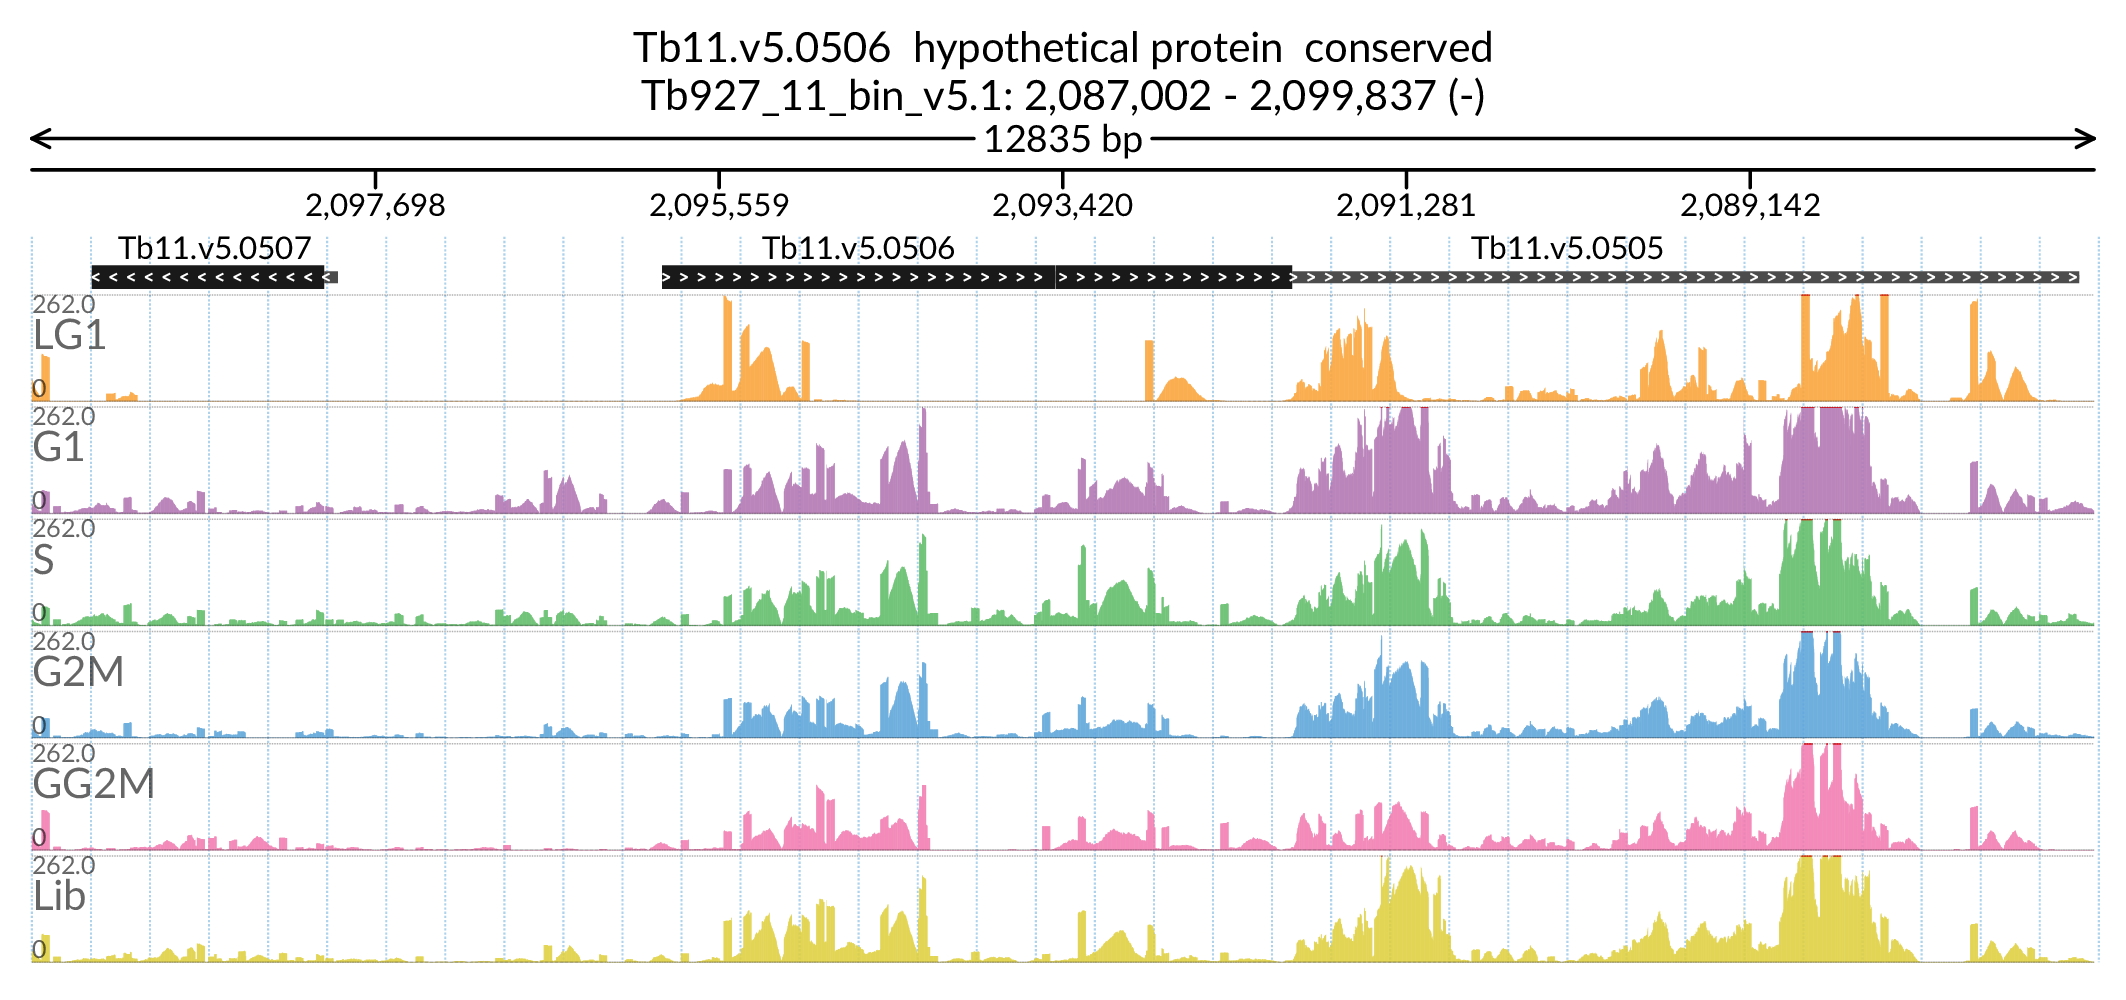 Tb11.v5.0506 hypothetical protein conserved
Tb927_11_bin_v5.1: 2,087,002 - 2,099,837 (-)
12835 bp
2,097,698 2,095,559 2,093,420 2,091,281 2,089,142
Tb11.v5.0507 Tb11.v5.0506 Tb11.v5.0505
262.0
LG1
0
262.0
G1
0
262.0
S
0
262.0
G2M
0
262.0
GG2M
0
262.0
Lib
0